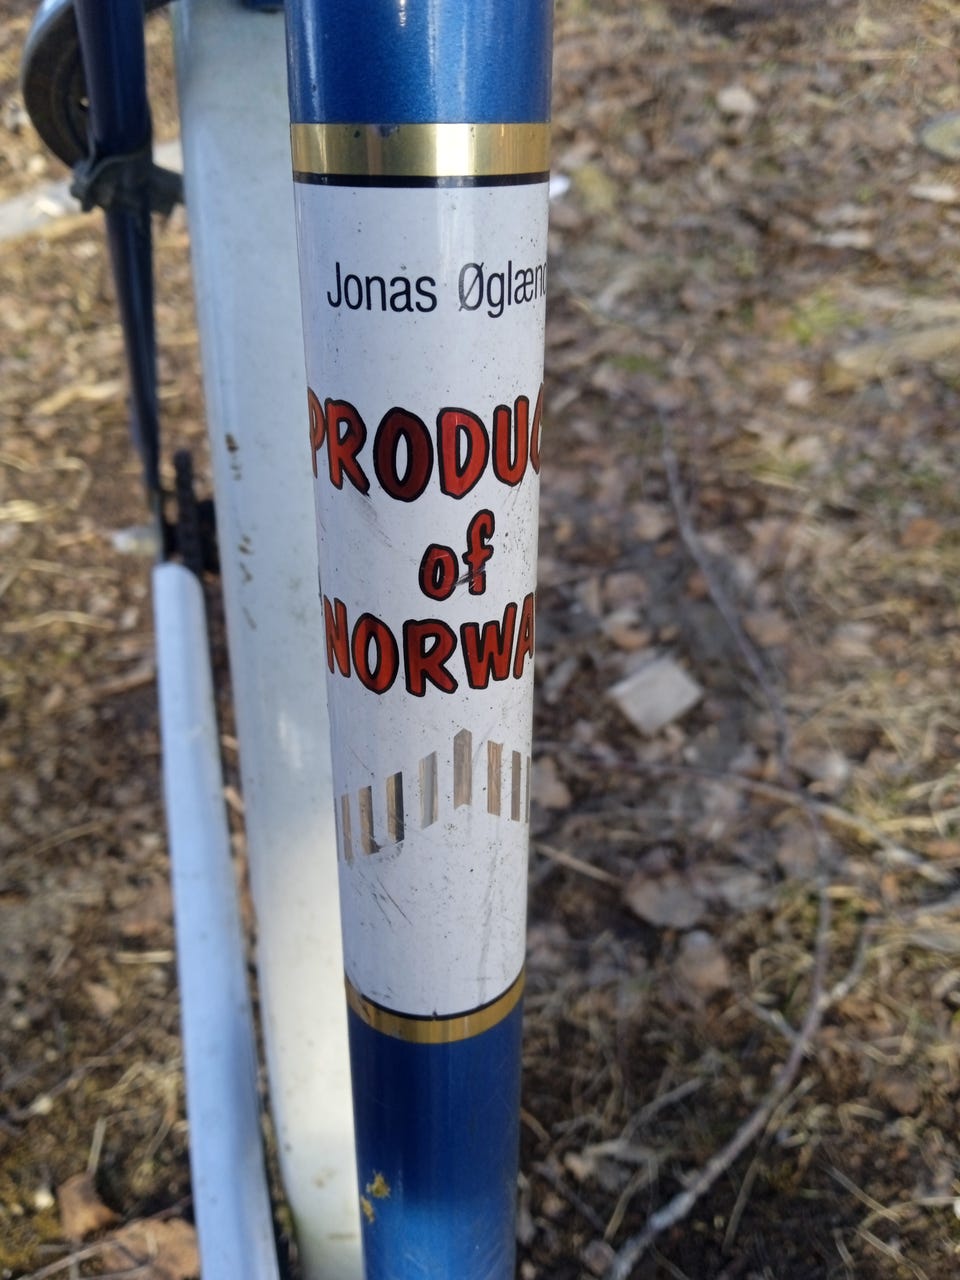 Jonas Øglæn
PRODUC
of
NORWA